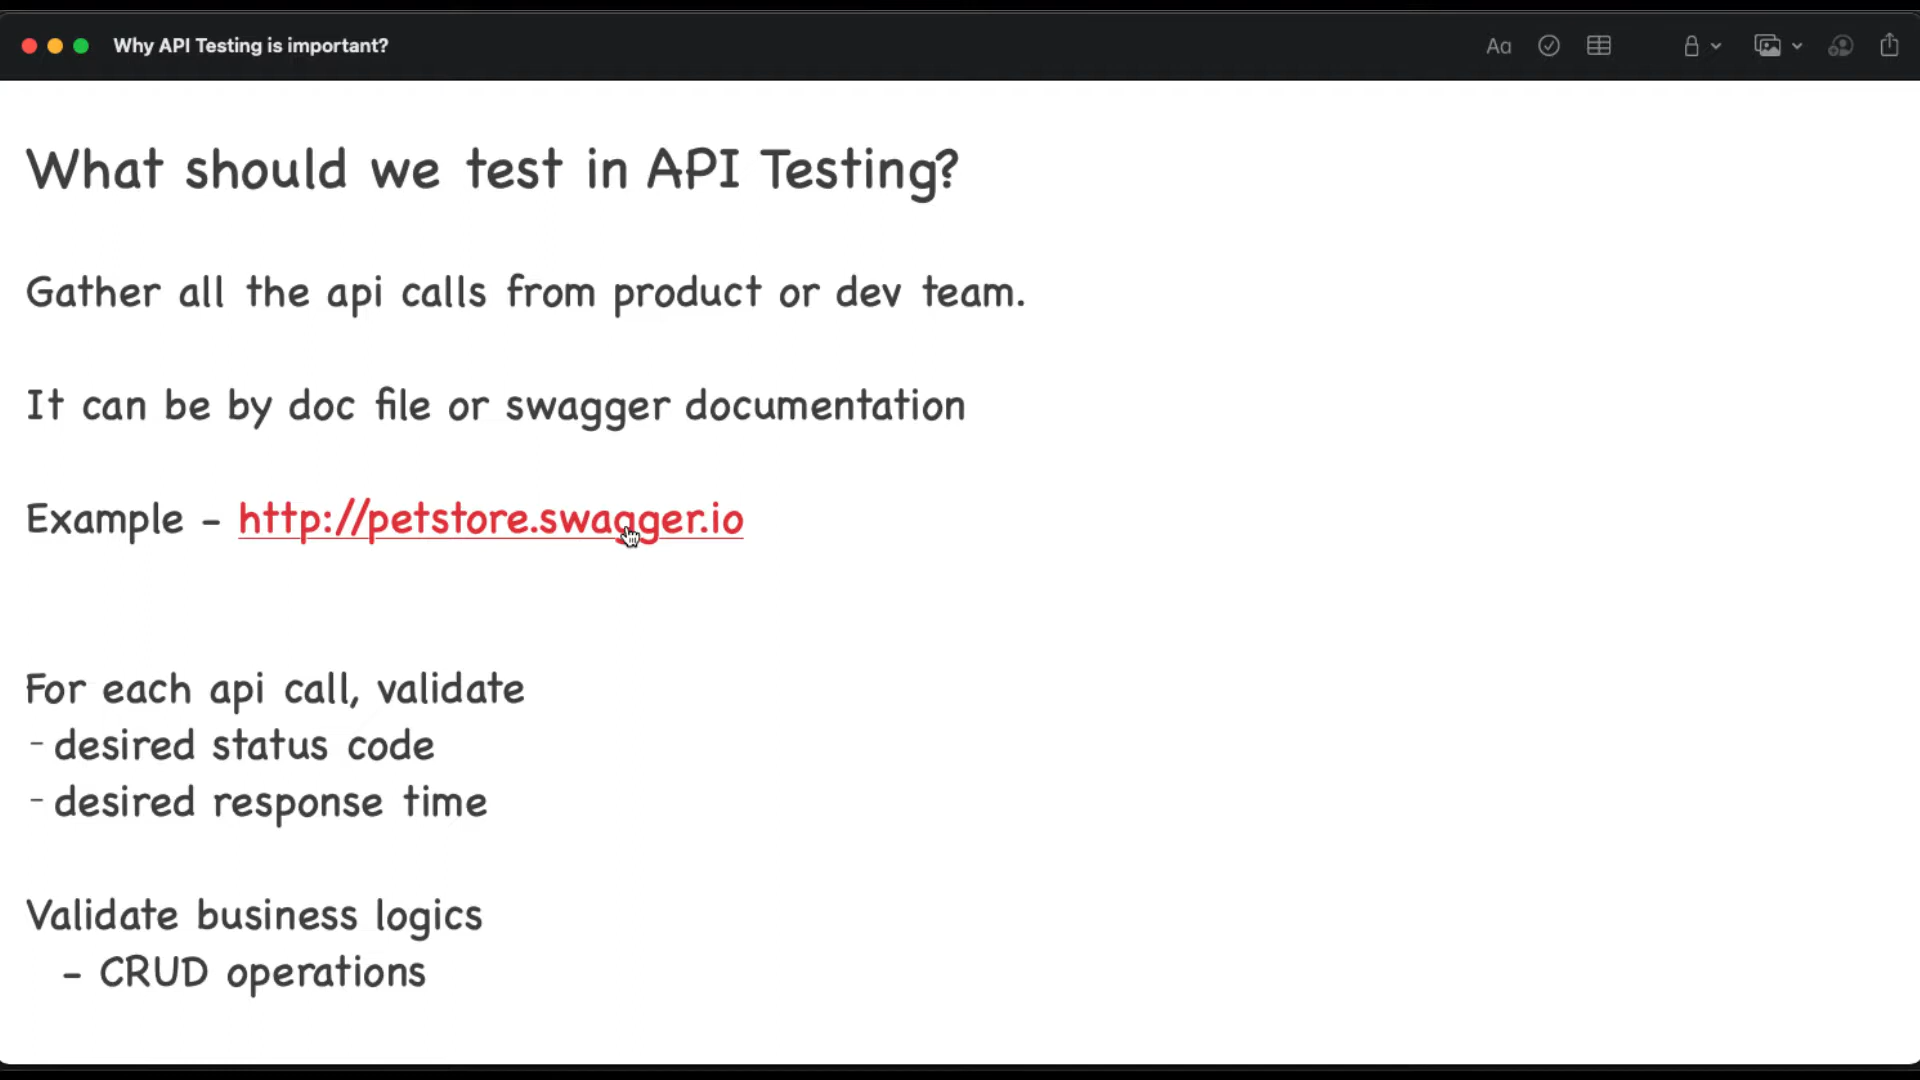 Why API Testing is important?
Aa
What should we test in API Testing?
Gather all the api calls from product or dev team.
It can be by doc file or swagger documentation
Example - http://petstore.swagger.io
For each api call, validate
- desired status code
- desired response time
Validate business logics
- CRUD operations